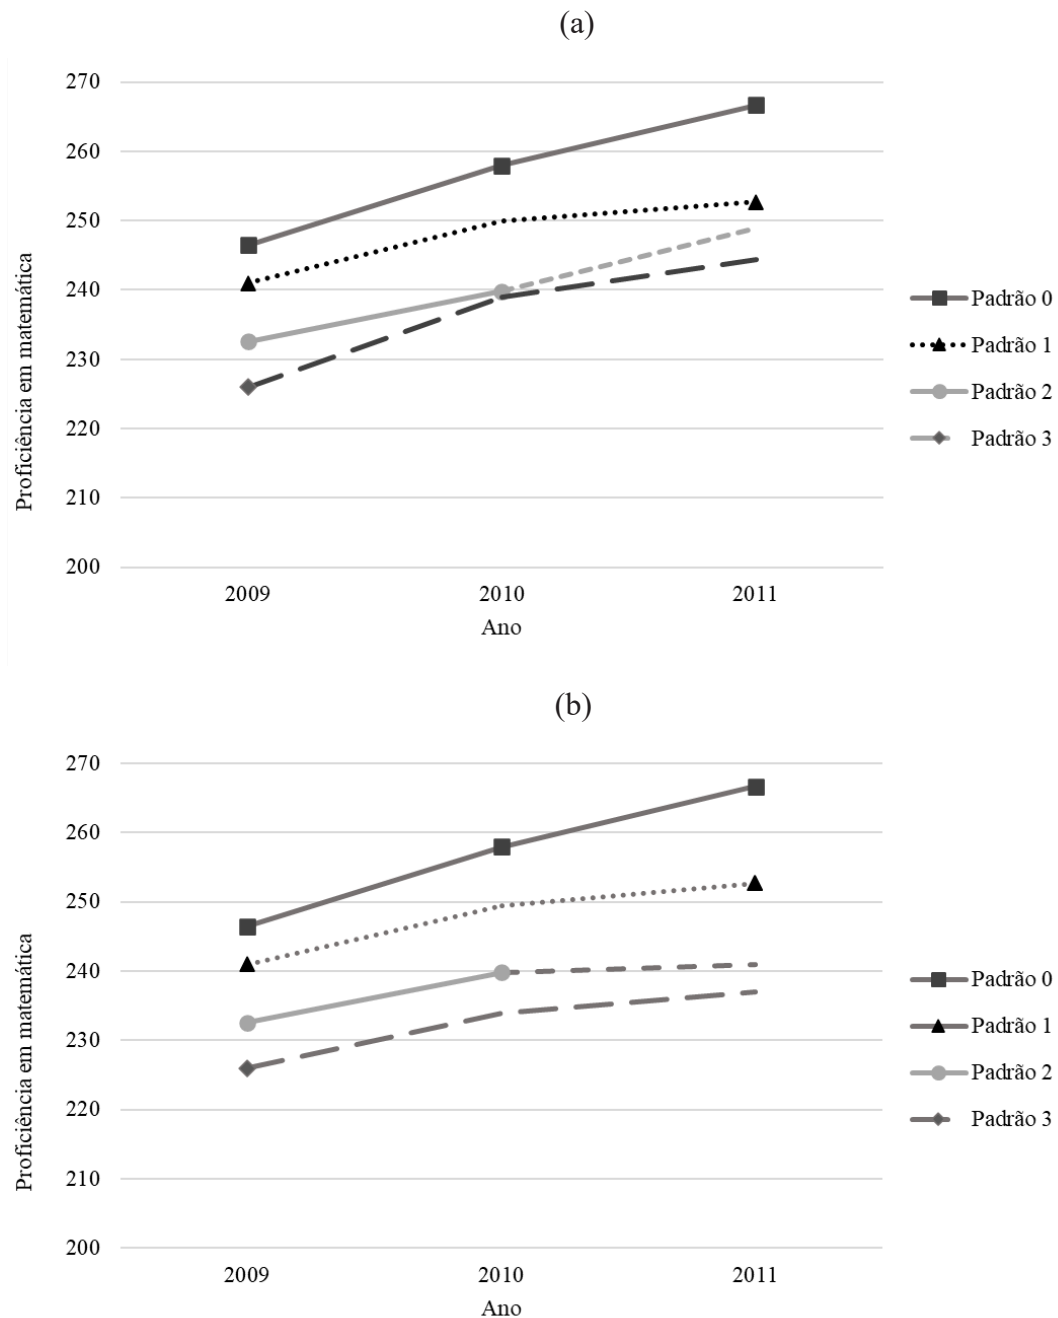 (a)
270
260
250
240
230
220
210
200
Proficiência em matemática
2009 2010 2011
Ano
Padrão 0
Padrão 1
Padrão 2
Padrão 3
(b)
270
260
250
240
230
220
210
200
Proficiência em matemática
2009 2010 2011
Ano
Padrão 0
Padrão 1
Padrão 2
Padrão 3